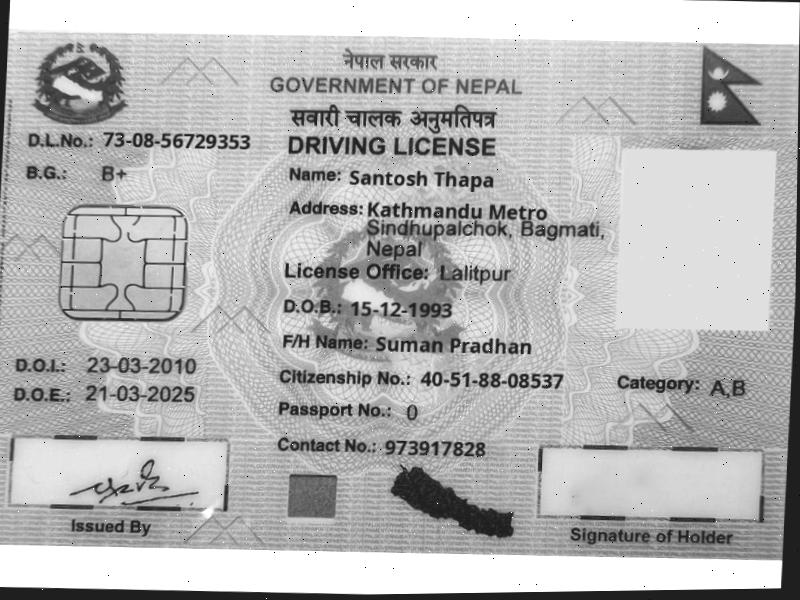 नेपाल सरकार
GOVERNMENT OF NEPAL
सवारी चालक अनुमतिपत्र
DRIVING LICENSE
D.L.No.: 73-08-56729353
B.G.: B+
Name: Santosh Thapa
Address: Kathmandu Metro
Sindhupalchok, Bagmati,
Nepal
License Office: Lalitpur
D.O.B.: 15-12-1993
F/H Name: Suman Pradhan
D.O.I.: 23-03-2010
D.O.E.: 21-03-2025
Citizenship No.: 40-51-88-08537
Category: A,B
Passport No.: 0
Contact No.: 973917828
Issued By
Signature of Holder